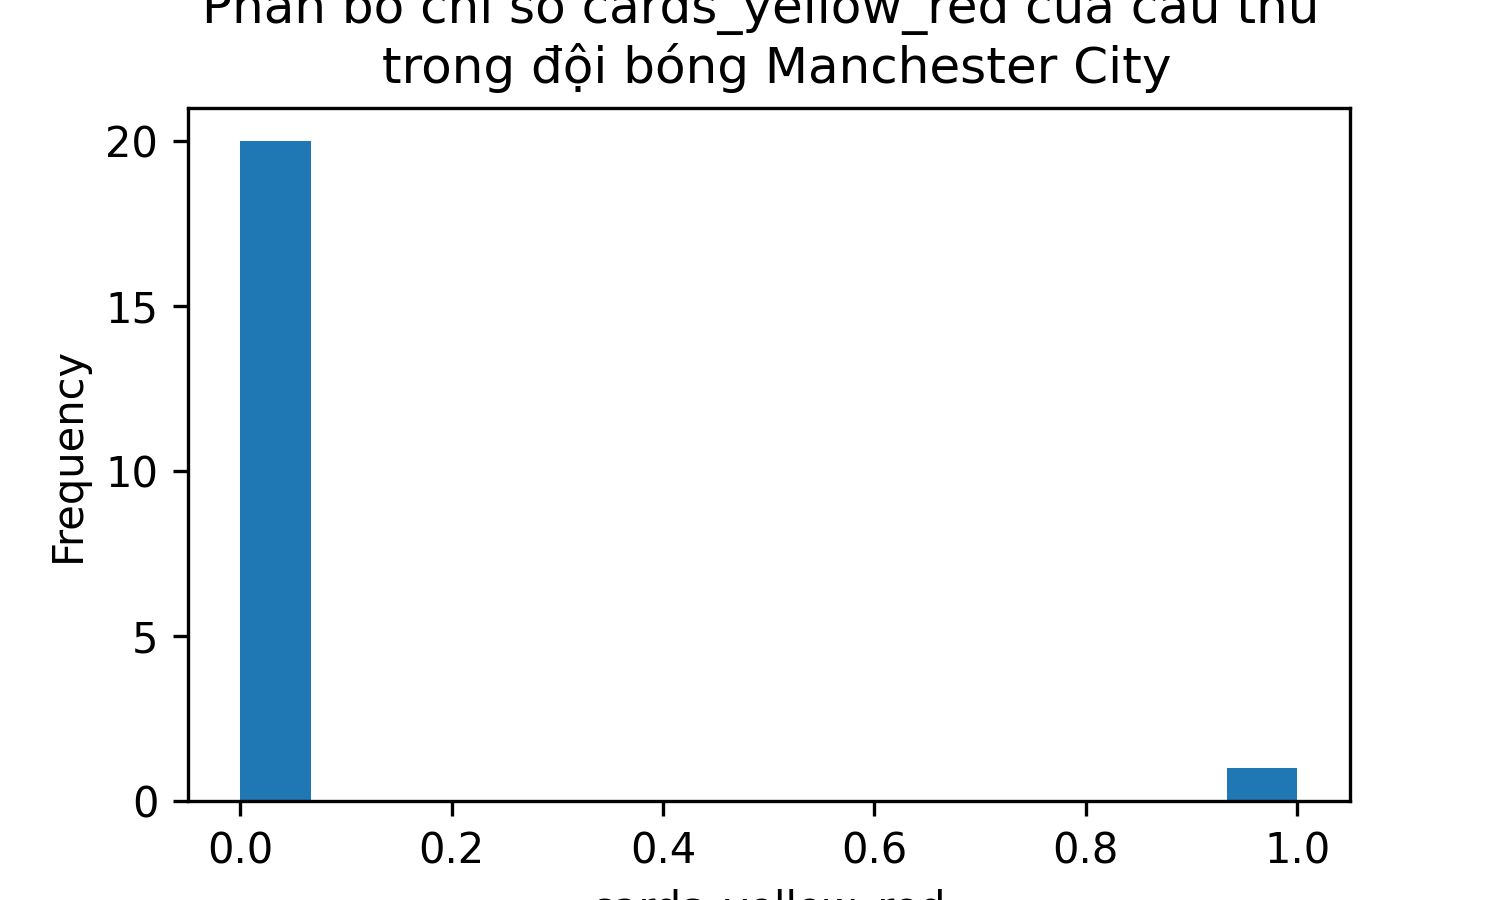 Phân bố chỉ số cards_yellow_red của cầu thủ
trong đội bóng Manchester City
20
15
10
5
0
Frequency
0.0 0.2 0.4 0.6 0.8 1.0
cards_yellow_red